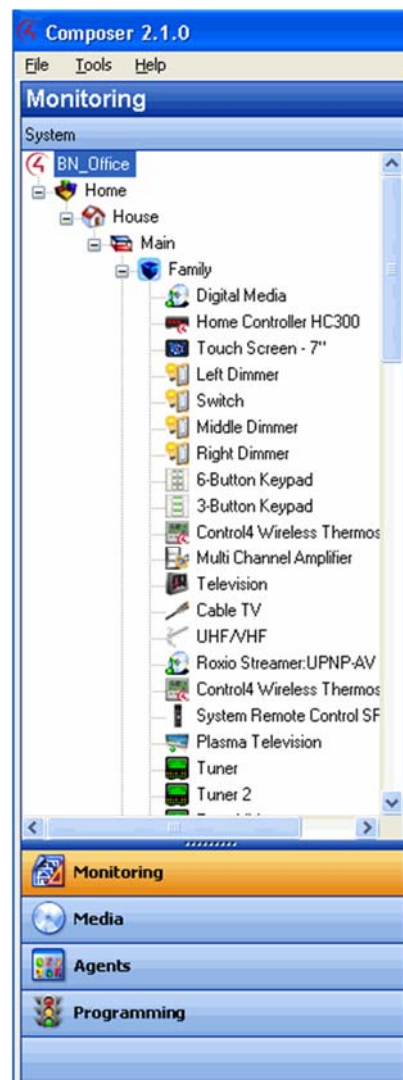 Composer 2.1.0
File Tools Help
Monitoring
System
BN_Office
Home
House
Main
Family
Digital Media
Home Controller HC300
Touch Screen - 7"
Left Dimmer
Switch
Middle Dimmer
Right Dimmer
6-Button Keypad
3-Button Keypad
Control4 Wireless Thermos
Multi Channel Amplifier
Television
Cable TV
UHF/VHF
Roxio Streamer:UPNP-AV
Control4 Wireless Thermos
System Remote Control SF
Plasma Television
Tuner
Tuner 2
Monitoring
Media
Agents
Programming